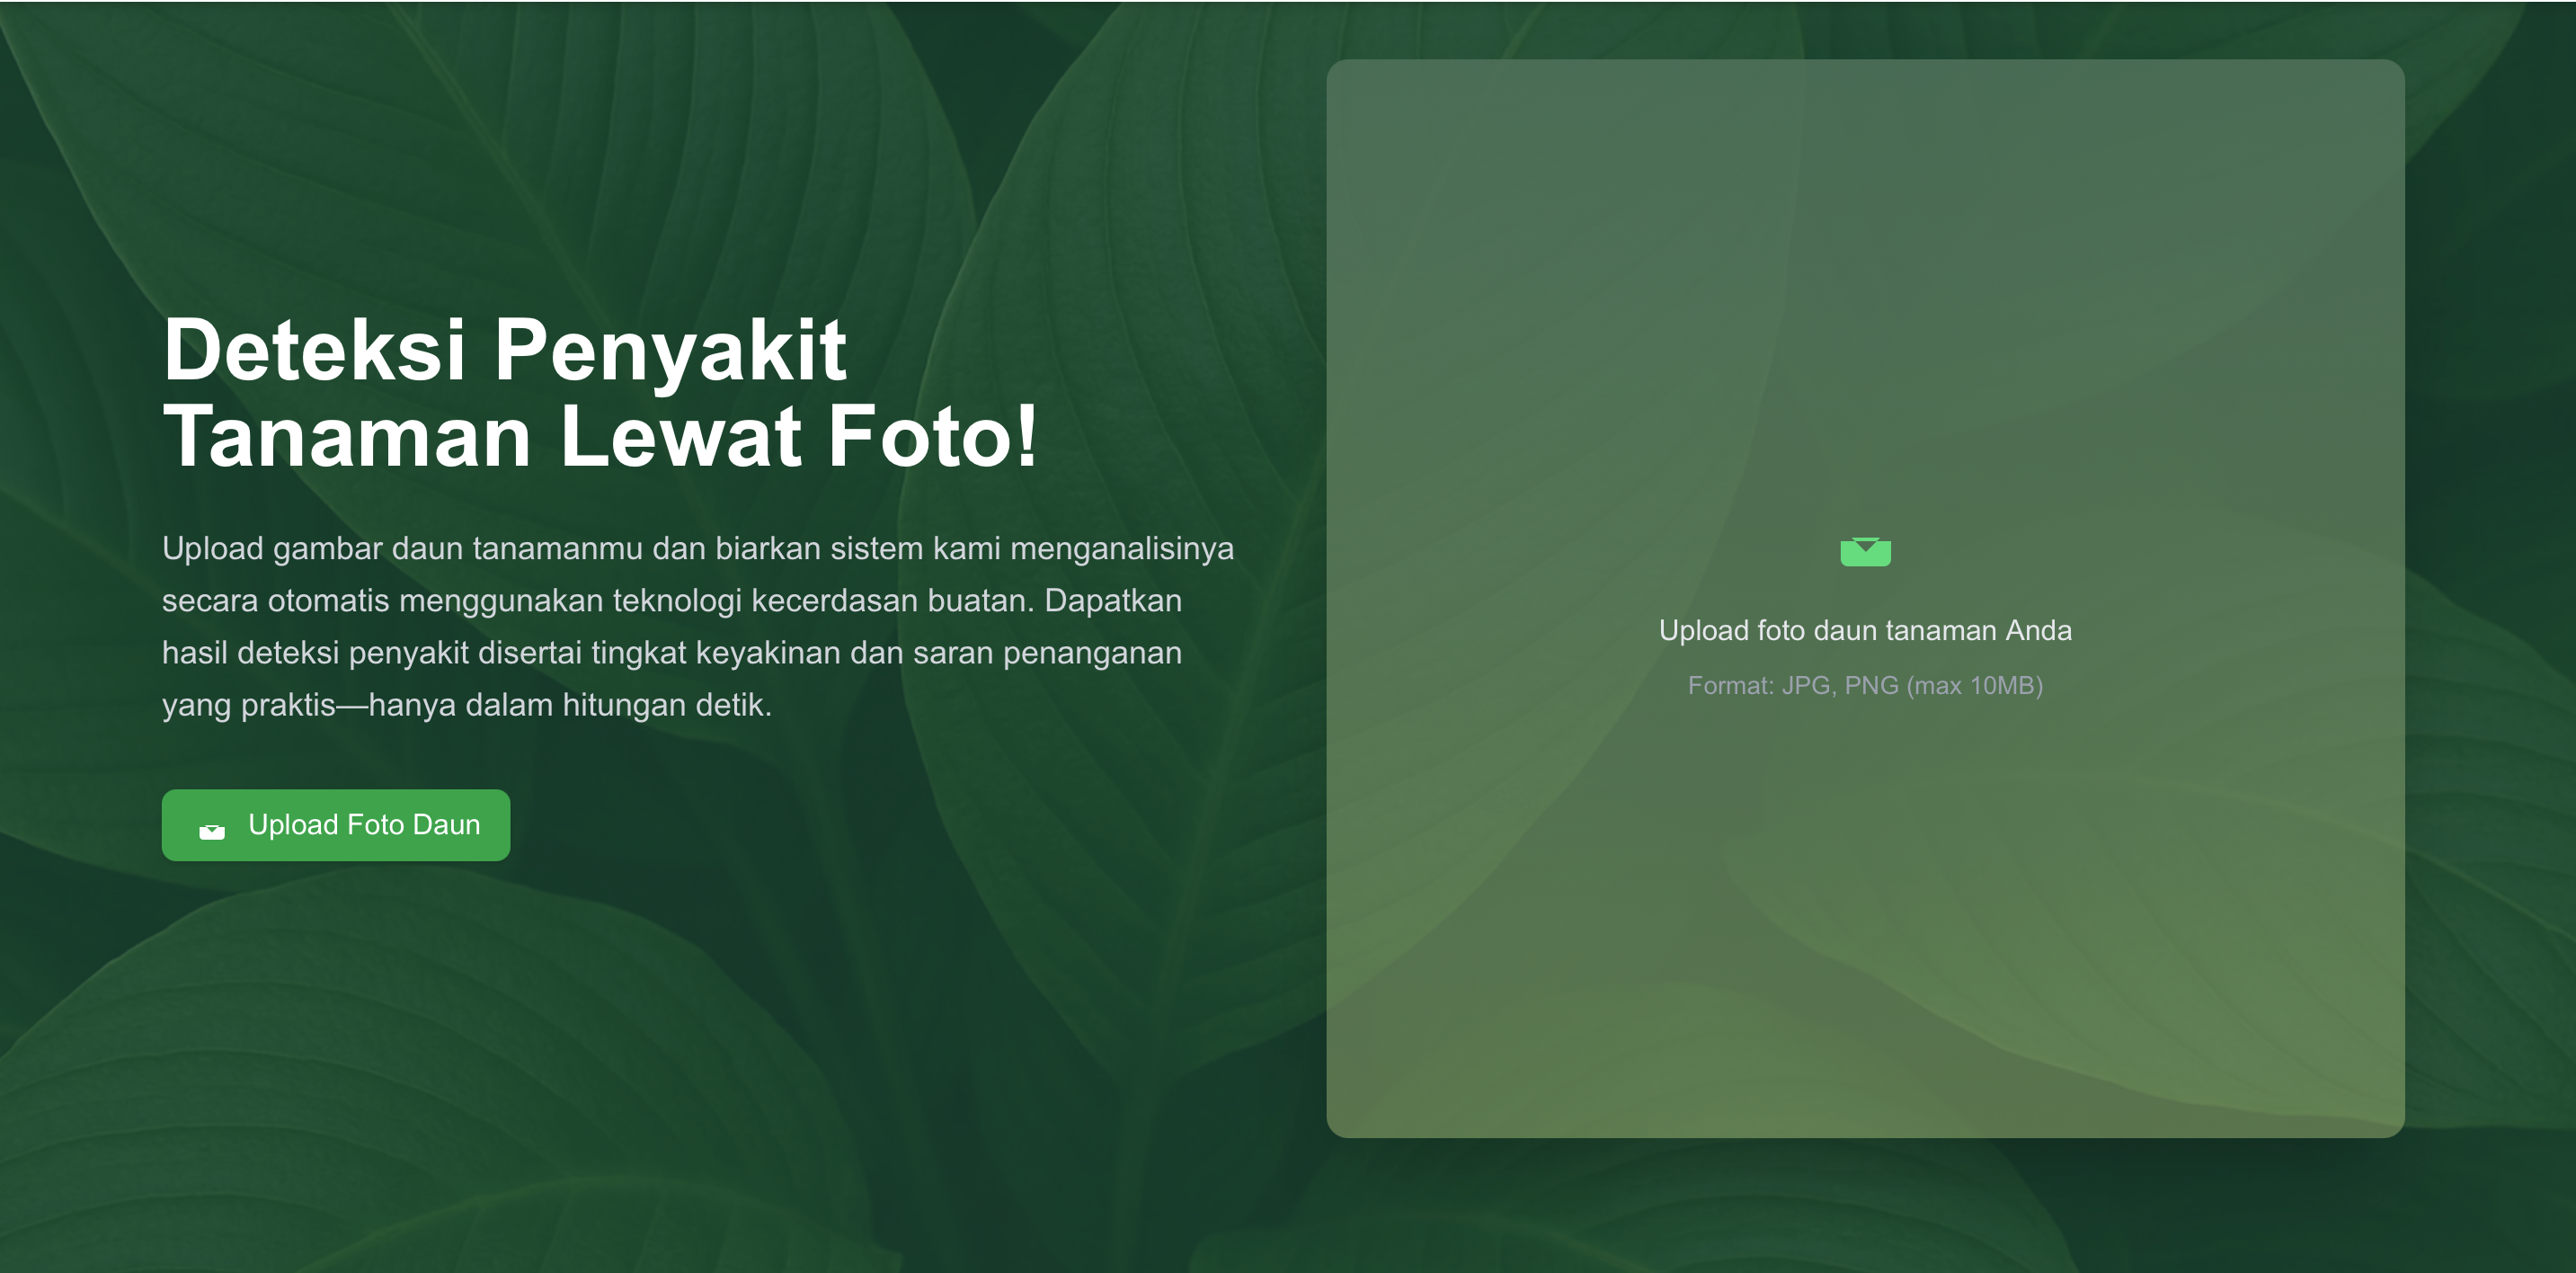 Deteksi Penyakit
Tanaman Lewat Foto!
Upload gambar daun tanamanmu dan biarkan sistem kami menganalisinya
secara otomatis menggunakan teknologi kecerdasan buatan. Dapatkan
hasil deteksi penyakit disertai tingkat keyakinan dan saran penanganan
yang praktis—hanya dalam hitungan detik.
Upload Foto Daun
Upload foto daun tanaman Anda
Format: JPG, PNG (max 10MB)